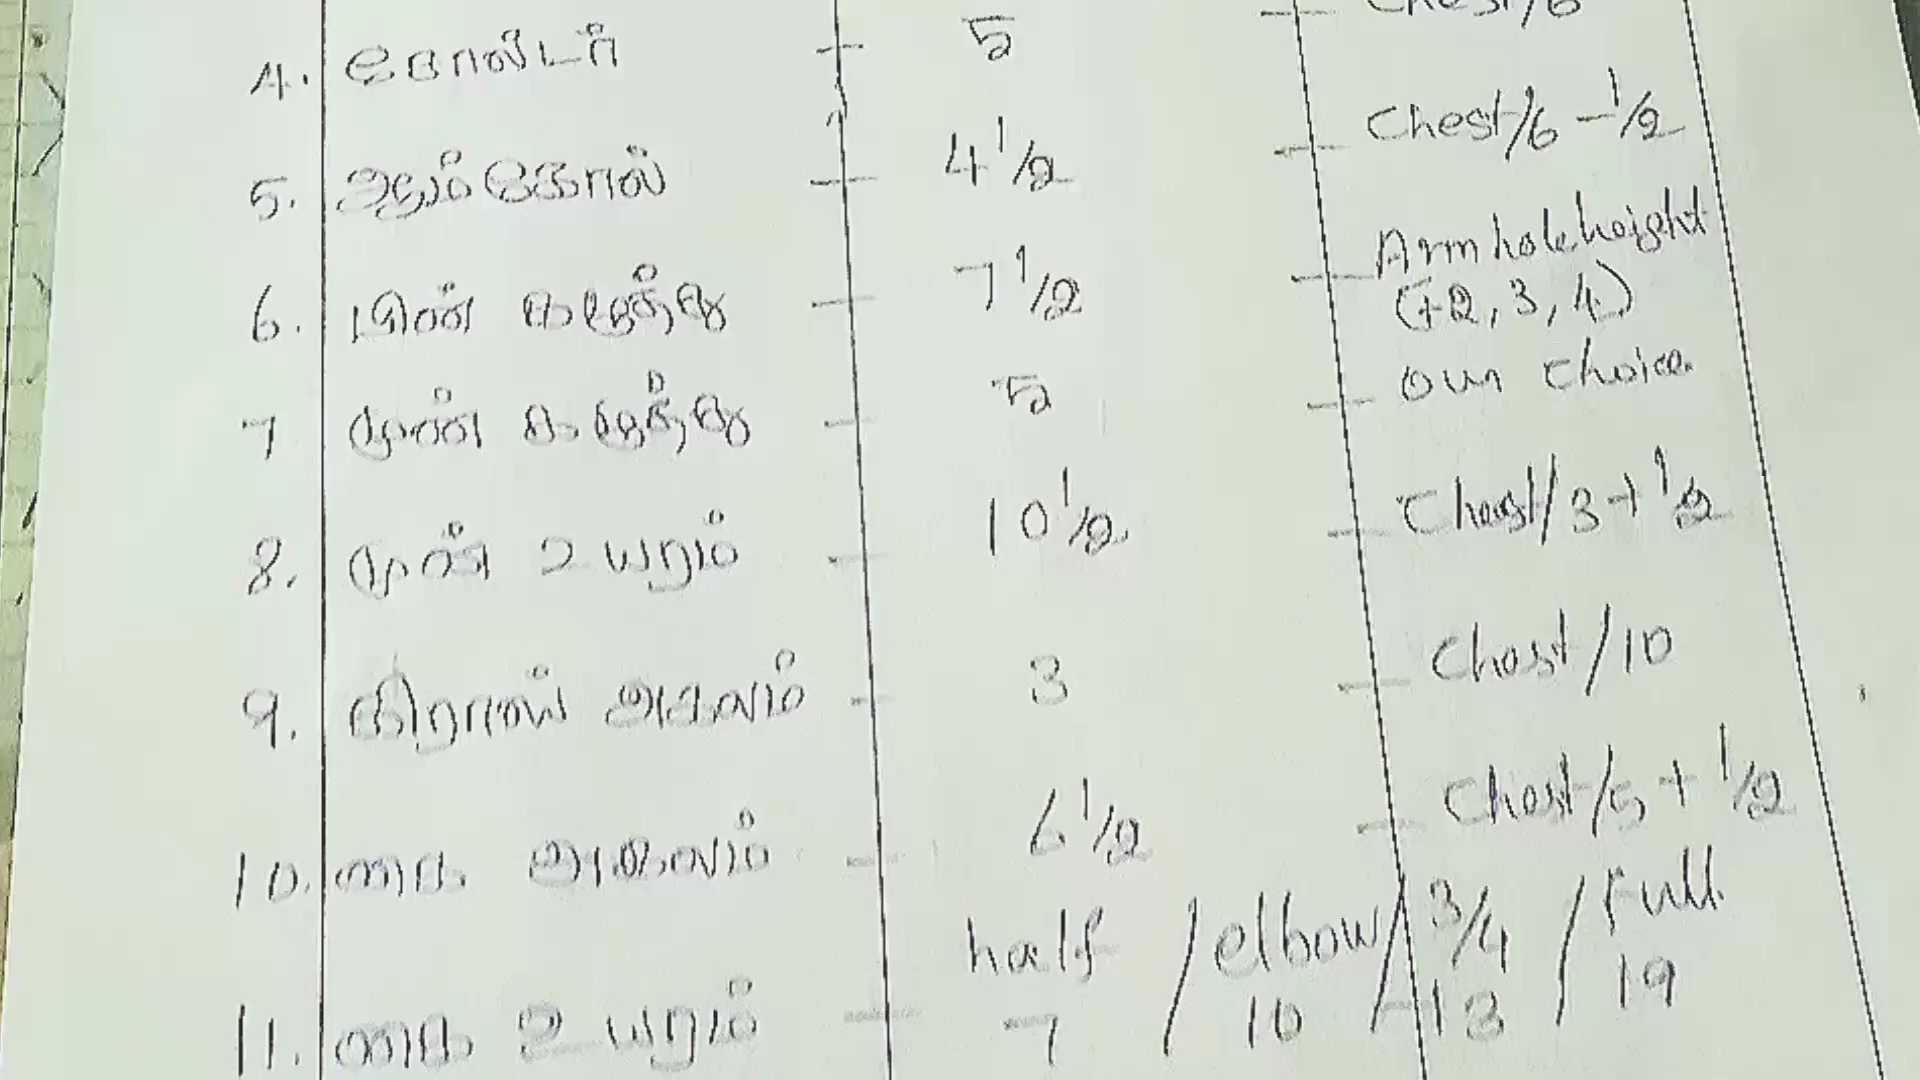 4. ஷோல்டர் - 5 - Chest/6
5. ஆம்ஹோல் - 4 1/2 - Chest/6 - 1/2
6. பின் கழுத்து - 7 1/2 - Armhole height
(+2, 3, 4)
7 முன் கழுத்து - 5 - our choice
8. முன் உயரம் - 10 1/2 - Chest/3 + 1/2
9. கிராஸ் அகலம் - 3 - Chest/10
10. கை அகலம் - 6 1/2 - Chest/5 + 1/2
half / elbow / 3/4 / Full
11. கை உயரம் - 7 / 10 / 13 / 19